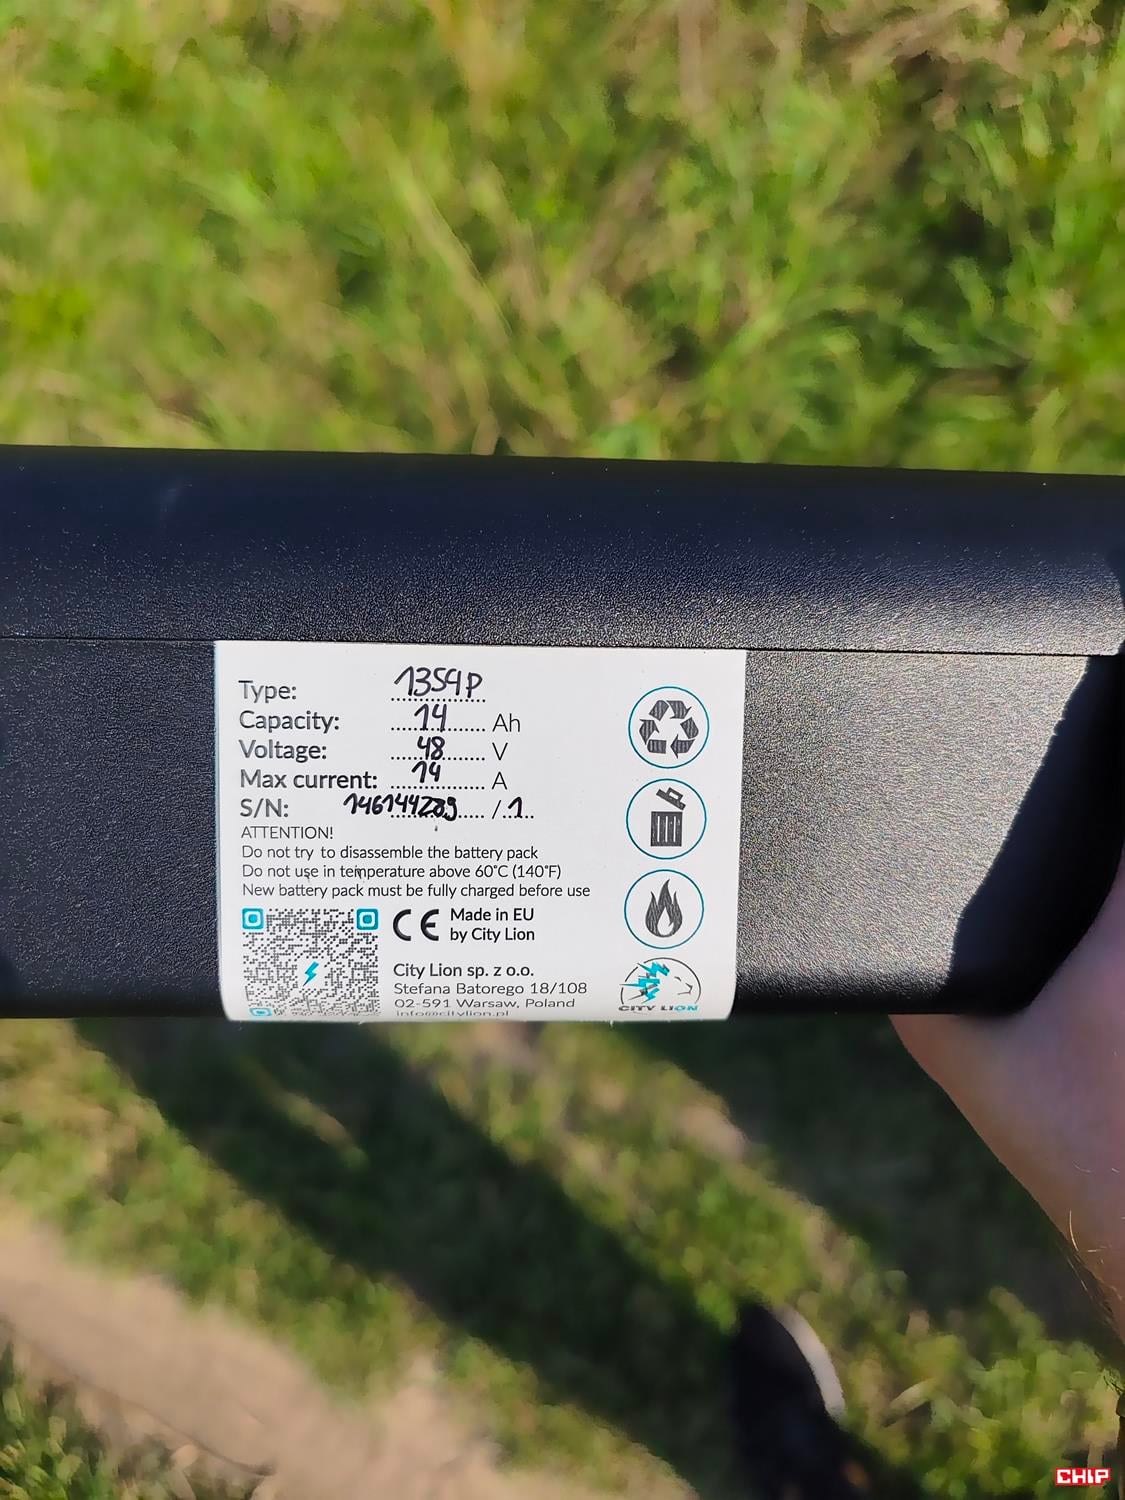 Type: 13S4P
Capacity: 14 Ah
Voltage: 48 V
Max current: 14 A
S/N: 146144289 / 1
ATTENTION!
Do not try to disassemble the battery pack
Do not use in temperature above 60°C (140°F)
New battery pack must be fully charged before use
CE Made in EU
by City Lion
City Lion sp. z o.o.
Stefana Batorego 18/108
02-591 Warsaw, Poland
info@citylion.pl
CITY LION
CHIP